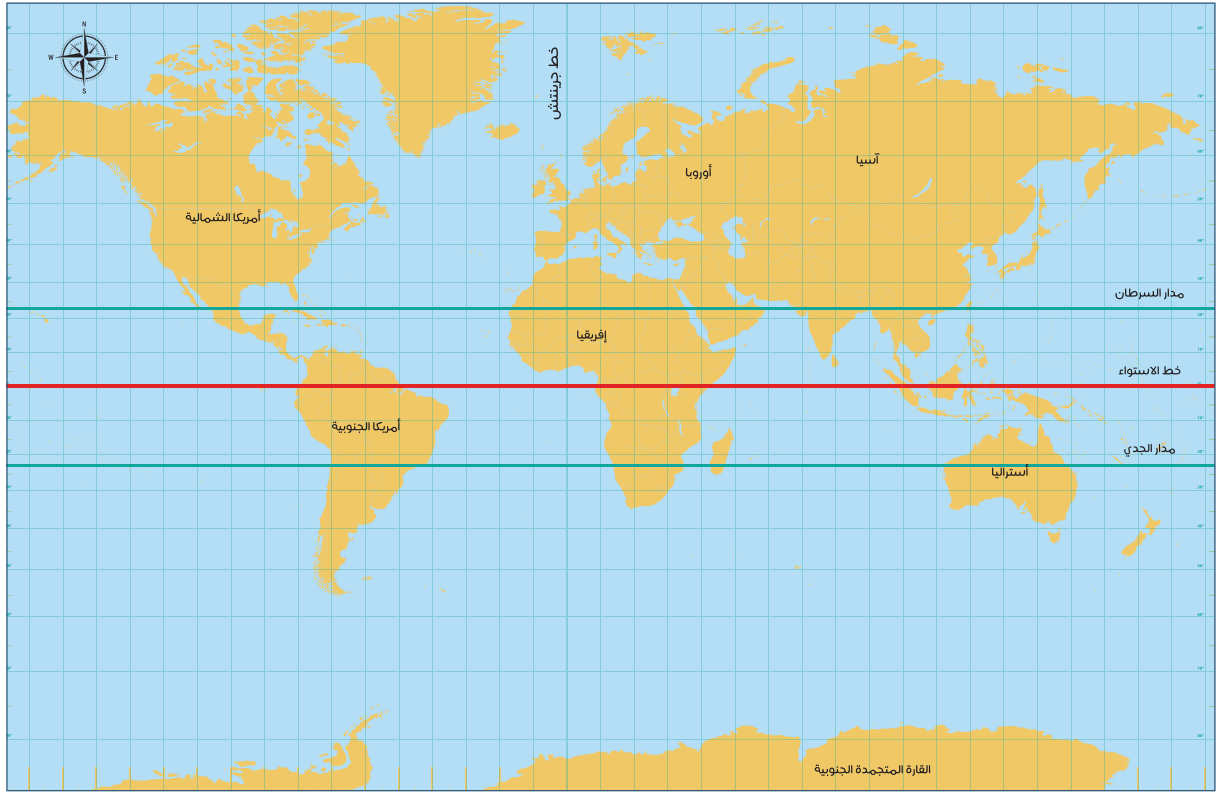 N
W
E
S
خط جرينتش
آسيا
أوروبا
أمريكا الشمالية
مدار السرطان
إفريقيا
خط الاستواء
أمريكا الجنوبية
مدار الجدي
أستراليا
القارة المتجمدة الجنوبية